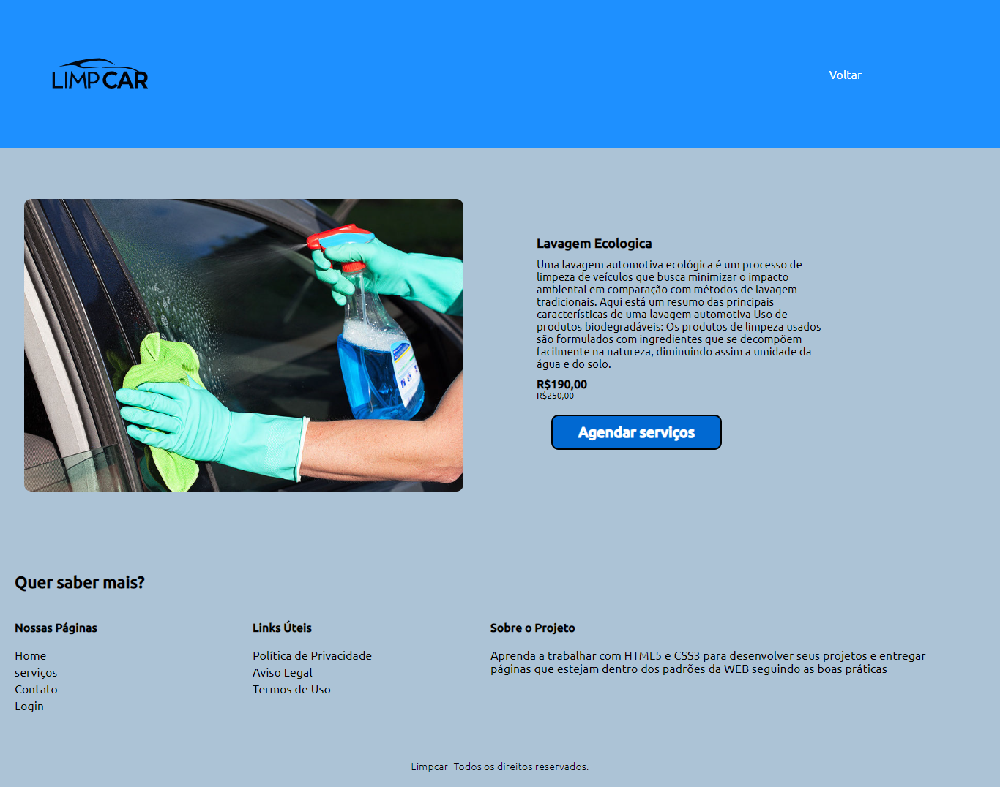 LIMPCAR
Voltar
Lavagem Ecologica
Uma lavagem automotiva ecológica é um processo de
limpeza de veículos que busca minimizar o impacto
ambiental em comparação com métodos de lavagem
tradicionais. Aqui está um resumo das principais
características de uma lavagem automotiva Uso de
produtos biodegradáveis: Os produtos de limpeza usados
são formulados com ingredientes que se decompõem
facilmente na natureza, diminuindo assim a umidade da
água e do solo.
R$190,00
R$250,00
Agendar serviços
Quer saber mais?
Nossas Páginas
Home
serviços
Contato
Login
Links Úteis
Política de Privacidade
Aviso Legal
Termos de Uso
Sobre o Projeto
Aprenda a trabalhar com HTML5 e CSS3 para desenvolver seus projetos e entregar
páginas que estejam dentro dos padrões da WEB seguindo as boas práticas
Limpcar- Todos os direitos reservados.